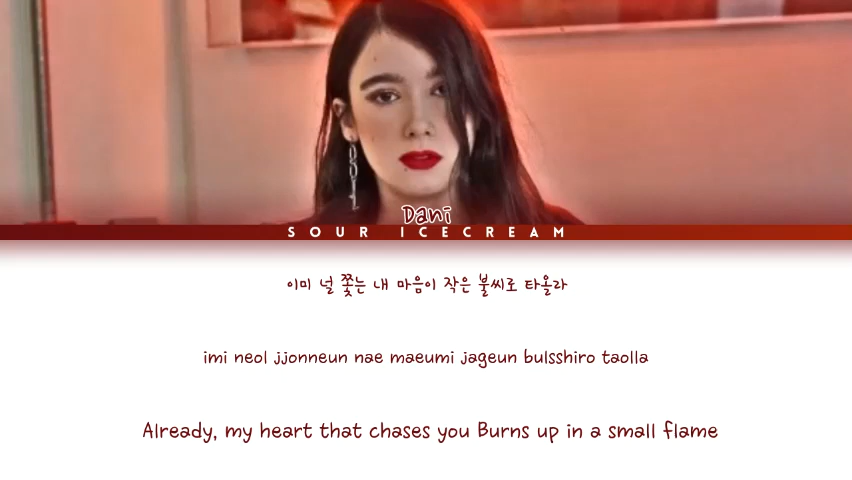 Dani
SOUR ICECREAM
이미 널 쫓는 내 마음이 작은 불씨로 타올라
imi neol jjonneun nae maeumi jageun bulsshiro taolla
Already, my heart that chases you Burns up in a small flame